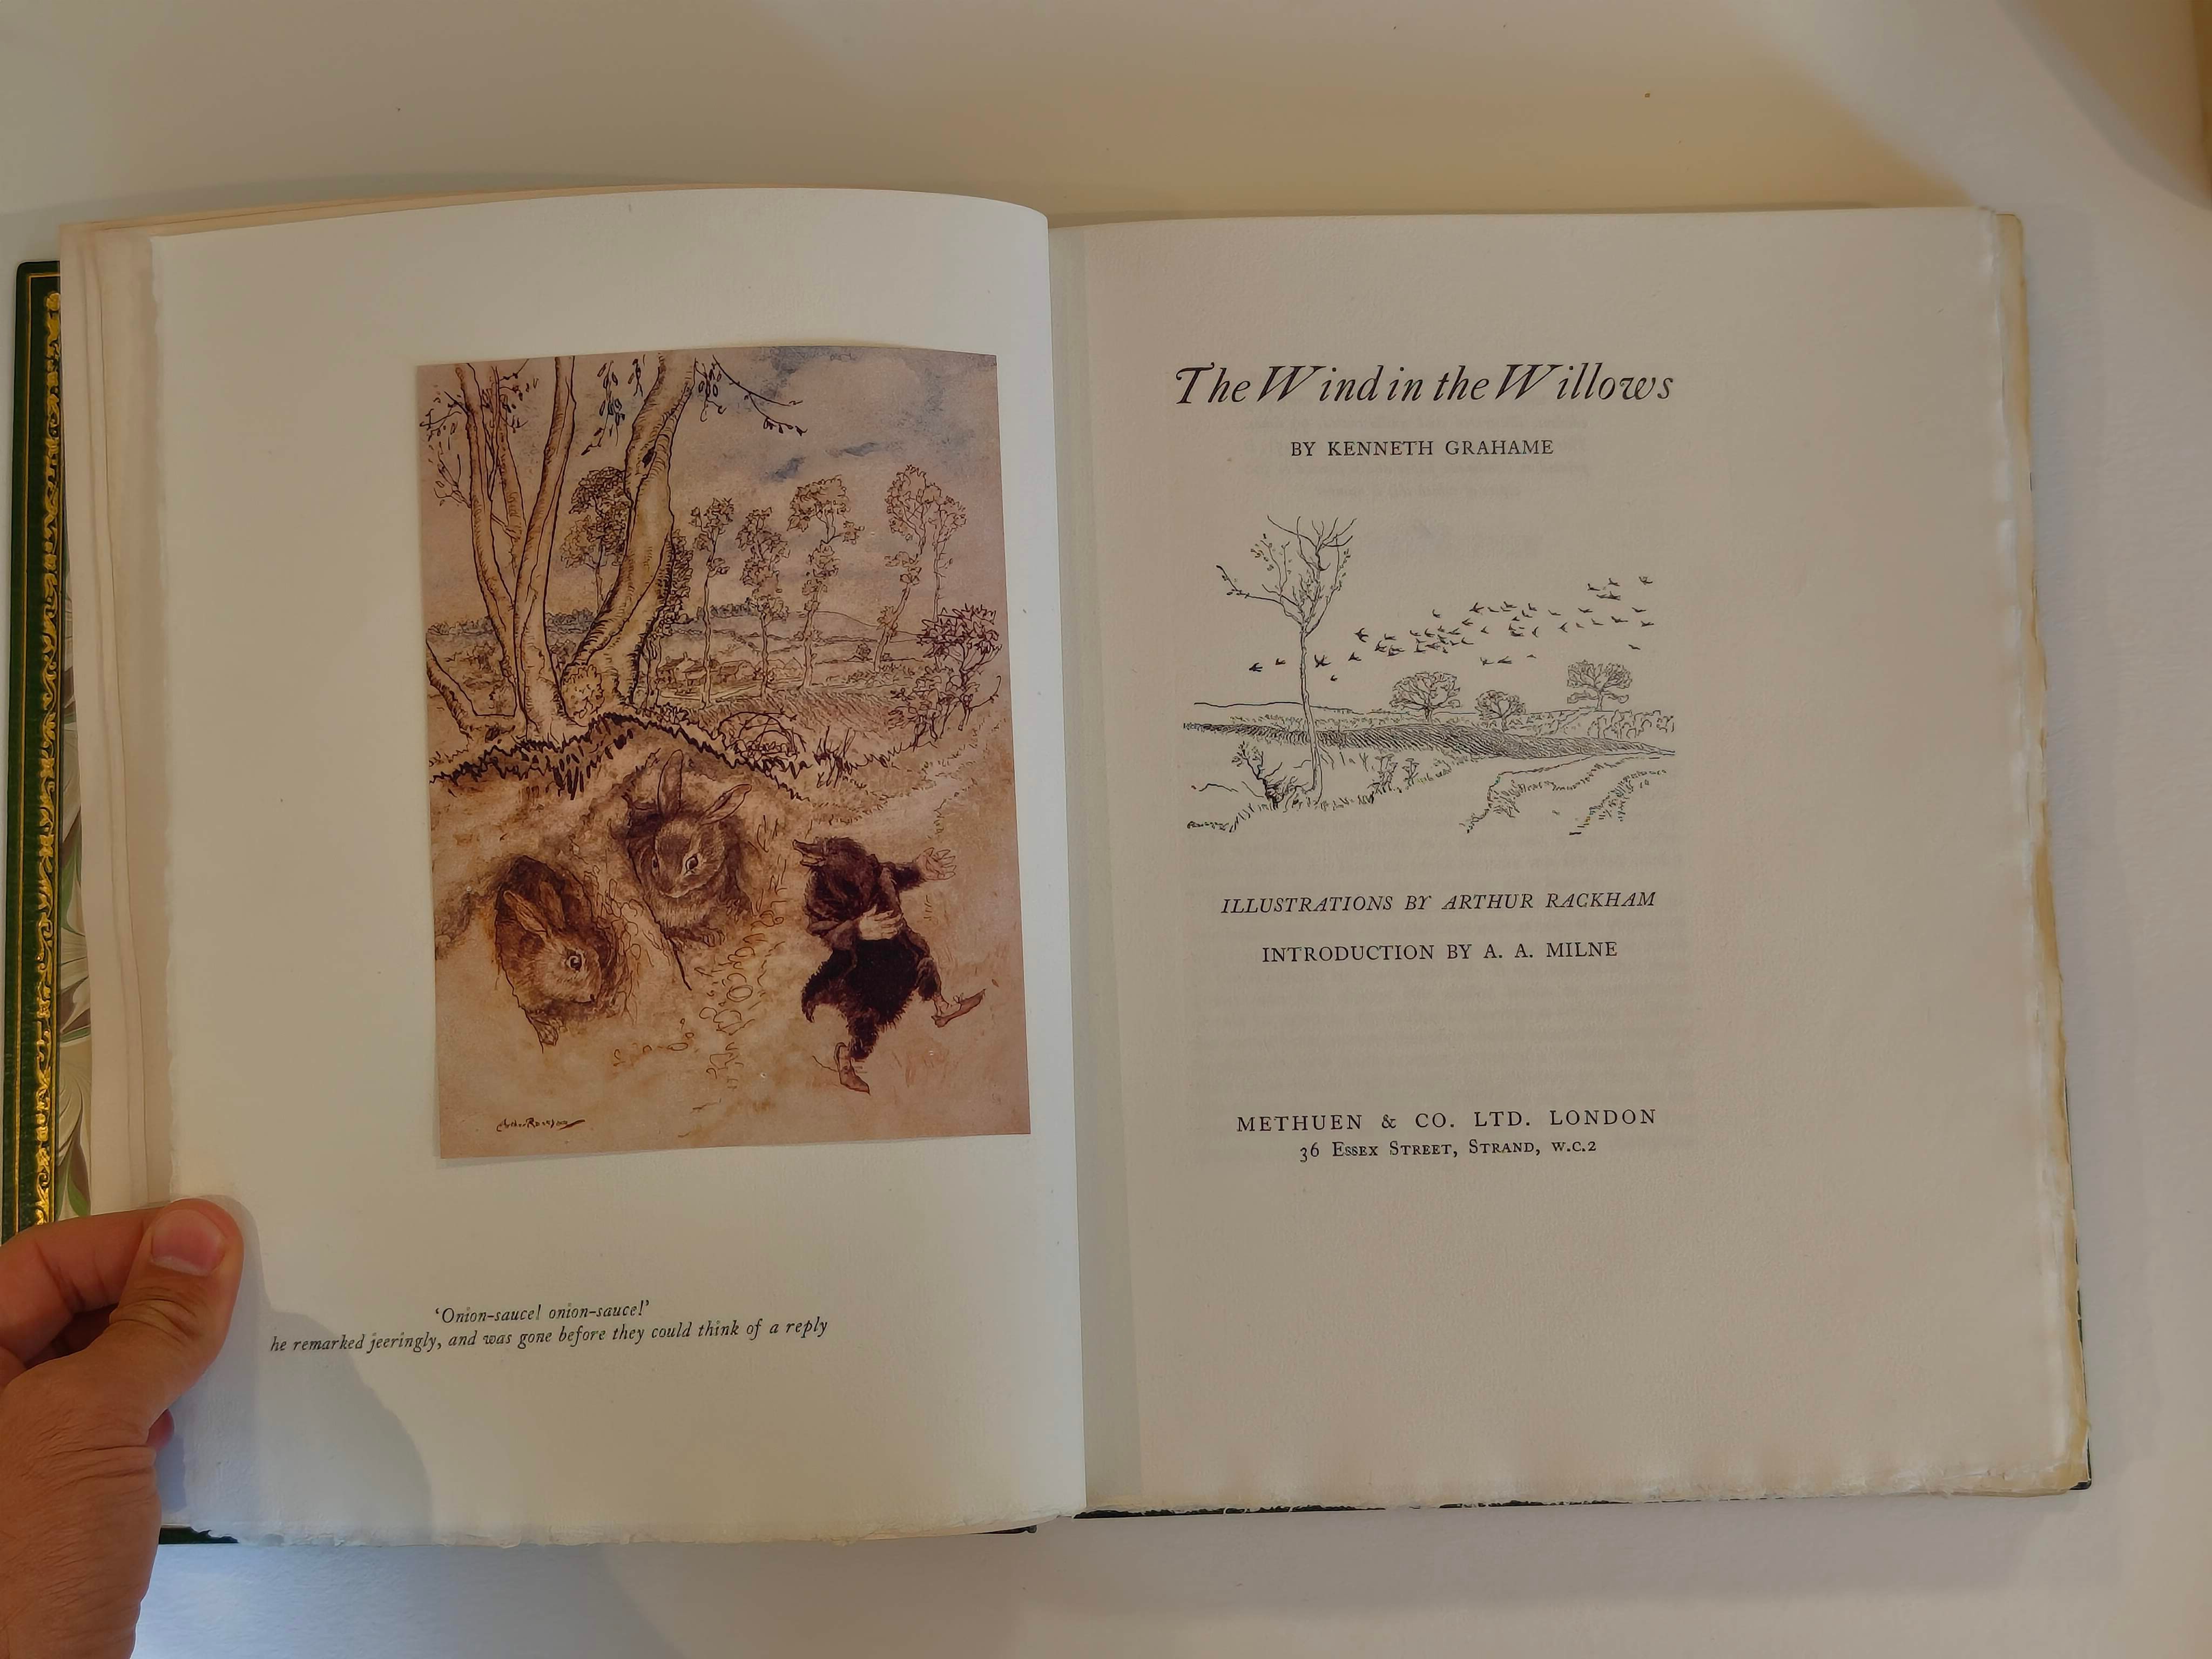 Arthur Rackham
'Onion-sauce! onion-sauce!'
he remarked jeeringly, and was gone before they could think of a reply
The Wind in the Willows
BY KENNETH GRAHAME
ILLUSTRATIONS BY ARTHUR RACKHAM
INTRODUCTION BY A. A. MILNE
METHUEN & CO. LTD. LONDON
36 ESSEX STREET, STRAND, W.C.2